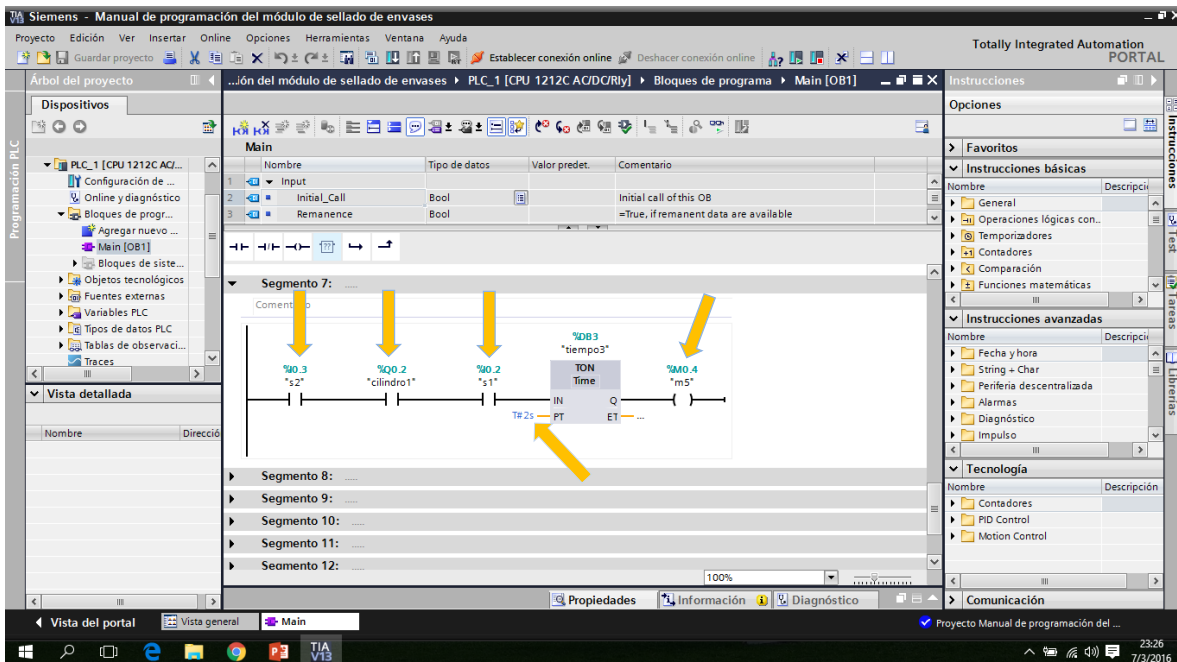 Siemens - Manual de programación del módulo de sellado de envases
Proyecto Edición Ver Insertar Online Opciones Herramientas Ventana Ayuda
Totally Integrated Automation
PORTAL
Guardar proyecto
Establecer conexión online
Deshacer conexión online
Árbol del proyecto
...ión del módulo de sellado de envases
PLC_1 [CPU 1212C AC/DC/Rly]
Bloques de programa
Main [OB1]
Instrucciones
Dispositivos
Opciones
Programación PLC
PLC_1 [CPU 1212C AC/...
Configuración de ...
Online y diagnóstico
Bloques de progr...
Agregar nuevo ...
Main [OB1]
Bloques de siste...
Objetos tecnológicos
Fuentes externas
Variables PLC
Tipos de datos PLC
Tablas de observaci...
Traces
Vista detallada
Nombre
Direcció
Main
Nombre Tipo de datos Valor predet. Comentario
1 Input
2 Initial_Call Bool Initial call of this OB
3 Remanence Bool =True, if remanent data are available
??
Segmento 7: .....
%DB3
"tiempo3"
%I0.3 %Q0.2 %I0.2 TON %M0.4
"s2" "cilindro1" "s1" Time "m5"
IN Q
T#2s PT ET ...
Segmento 8: .....
Segmento 9: .....
Segmento 10: .....
Segmento 11: .....
Segmento 12: .....
100%
Propiedades
Información
Diagnóstico
Favoritos
Instrucciones básicas
Nombre Descripci
General
Operaciones lógicas con..
Temporizadores
Contadores
Comparación
Funciones matemáticas
Instrucciones avanzadas
Nombre Descripci
Fecha y hora
String + Char
Periferia descentralizada
Alarmas
Diagnóstico
Impulso
Tecnología
Nombre Descripción
Contadores
PID Control
Motion Control
Comunicación
Instrucciones
Test
Tareas
Librerías
Vista del portal
Vista general
Main
Proyecto Manual de programación del ...
TIA
V13
23:26
7/3/2016